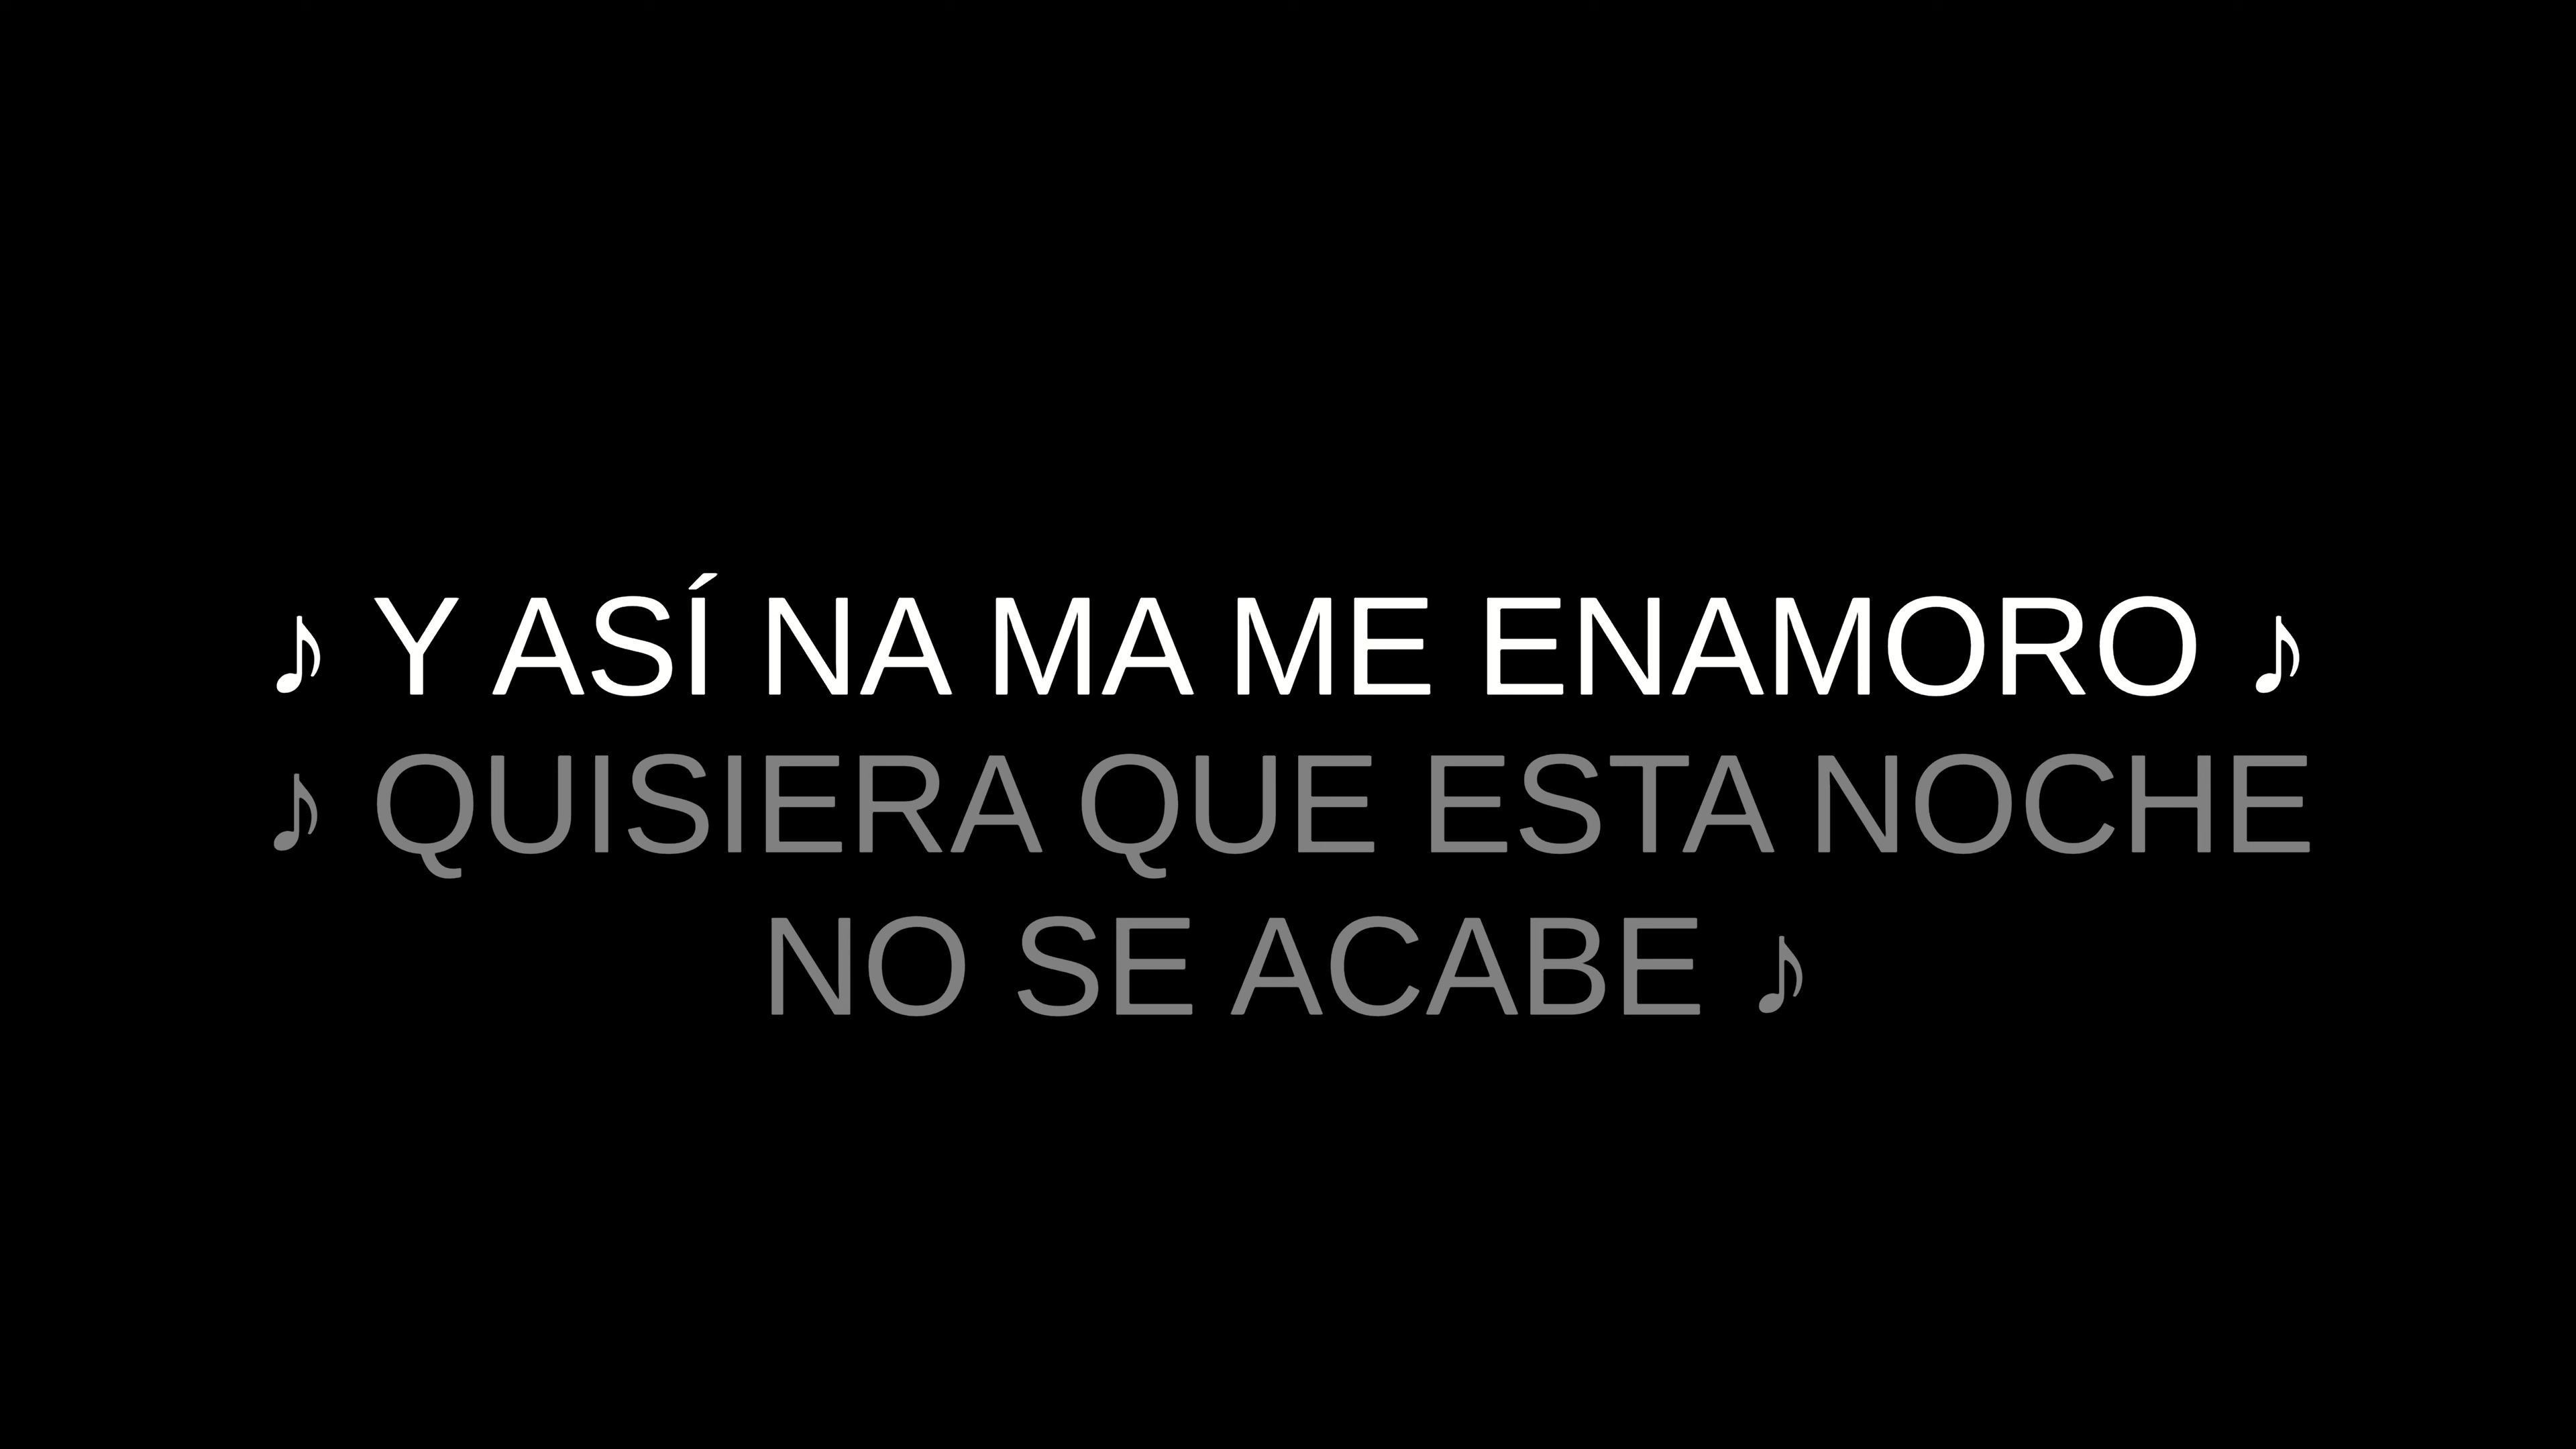 ♪ Y ASÍ NA MA ME ENAMORO ♪
♪ QUISIERA QUE ESTA NOCHE
NO SE ACABE ♪